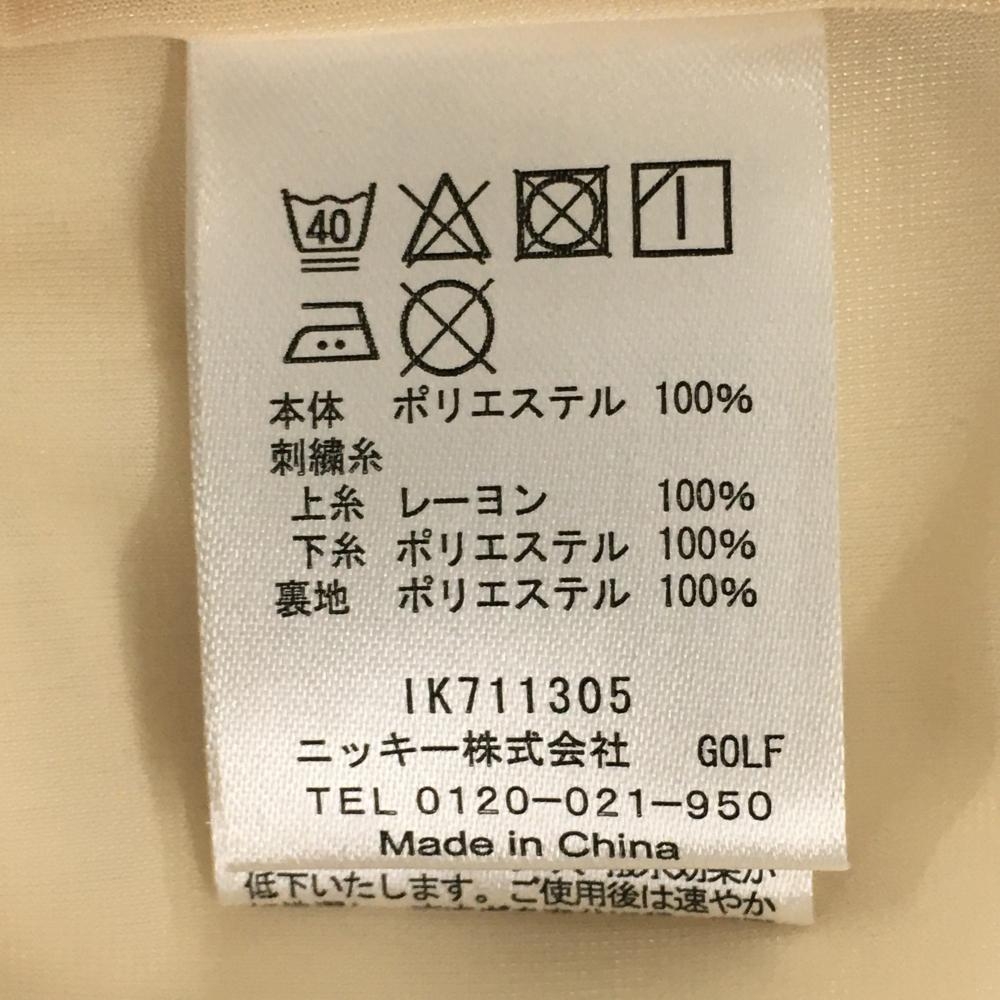 40
本体 ポリエステル 100%
刺繍糸
上糸 レーヨン 100%
下糸 ポリエステル 100%
裏地 ポリエステル 100%
IK711305
ニッキー株式会社 GOLF
TEL 0120-021-950
Made in China
低下いたします。ご使用後は速やか